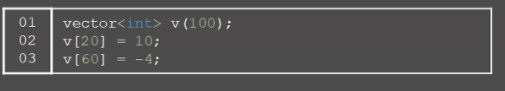 01 vector<int> v(100);
02 v[20] = 10;
03 v[60] = -4;